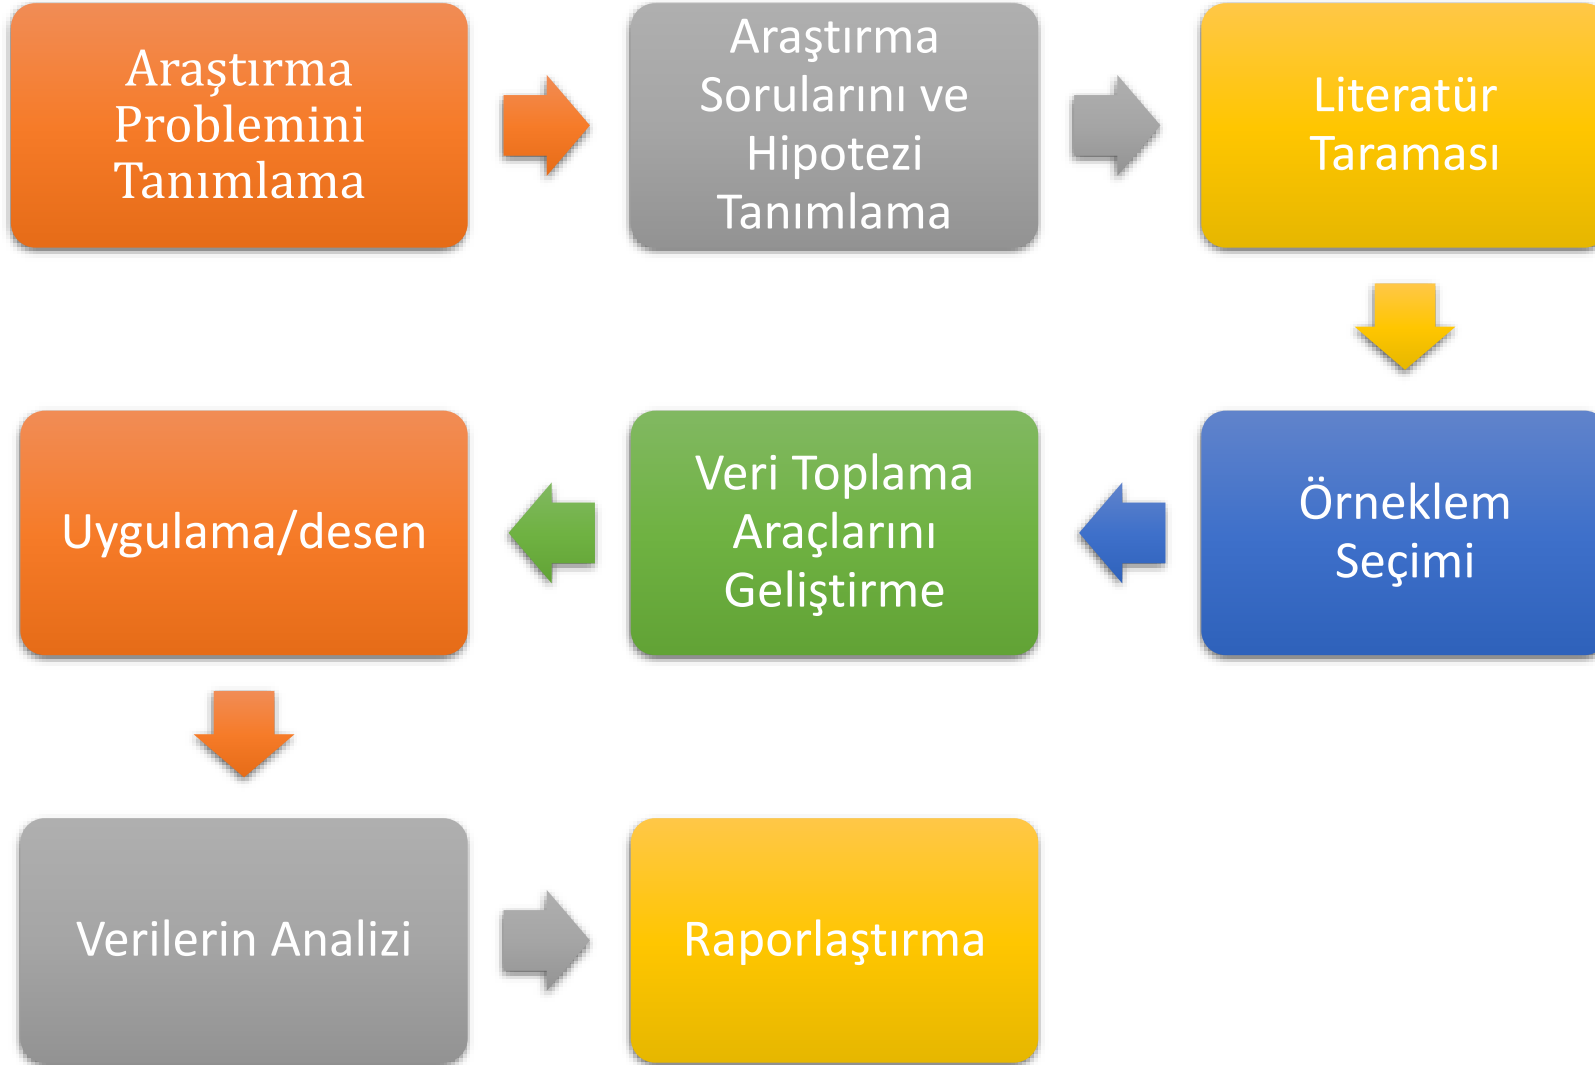 Araştırma
Problemini
Tanımlama
Araştırma
Sorularını ve
Hipotezi
Tanımlama
Literatür
Taraması
Örneklem
Seçimi
Veri Toplama
Araçlarını
Geliştirme
Uygulama/desen
Verilerin Analizi
Raporlaştırma